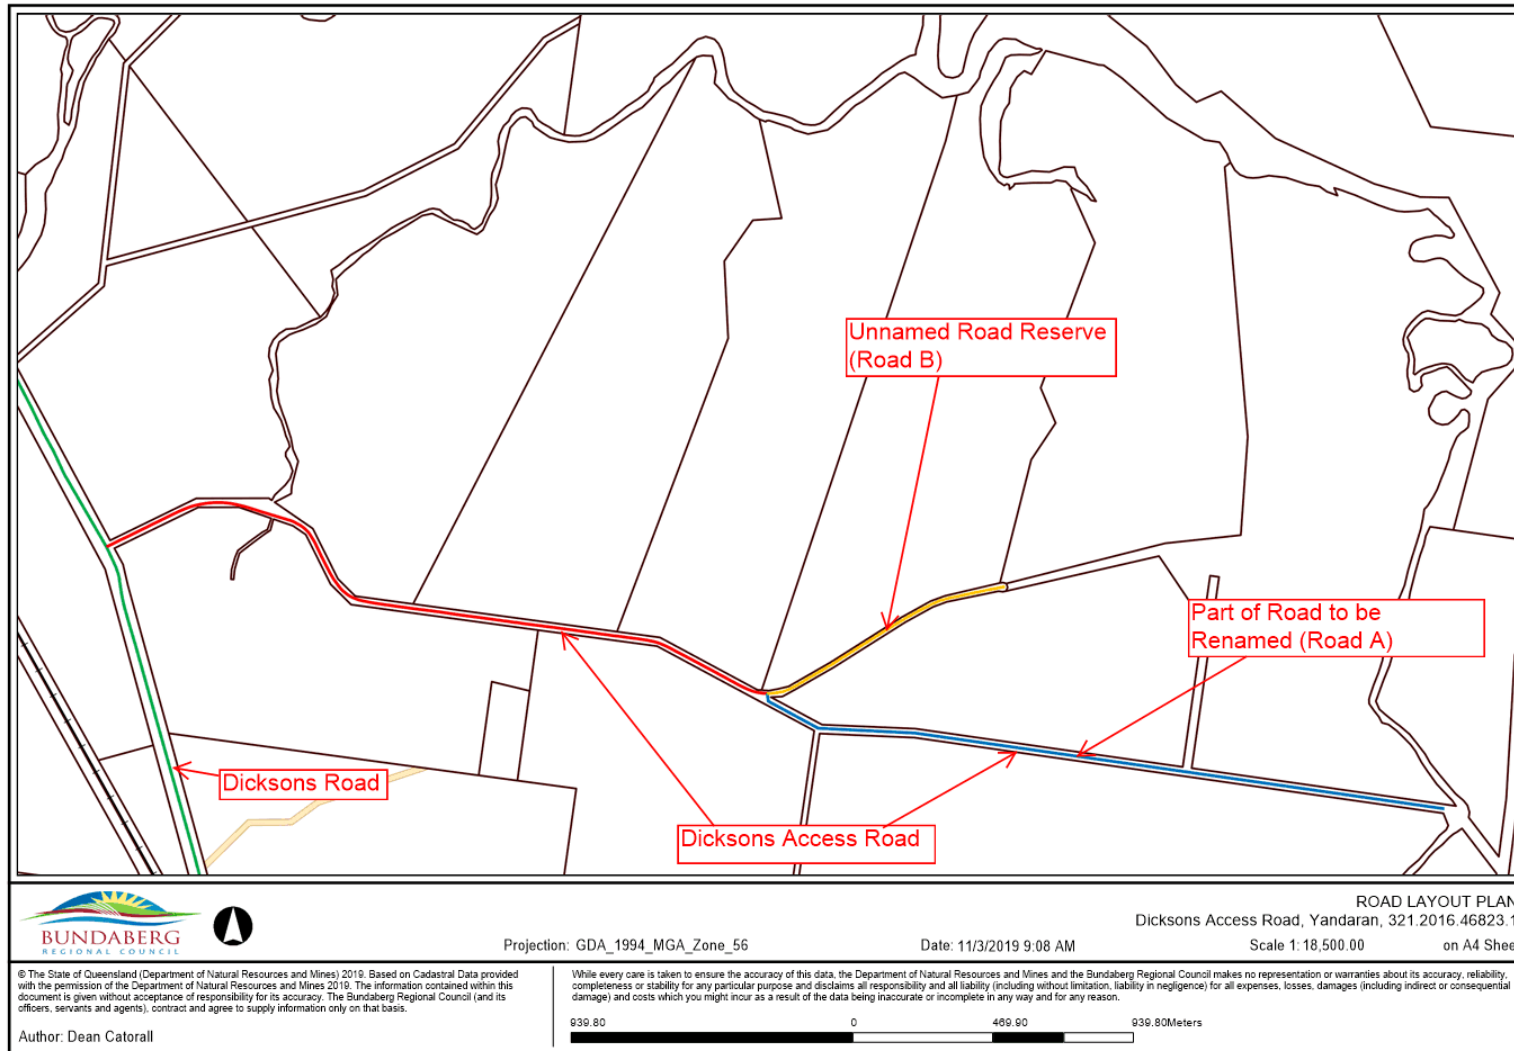 Unnamed Road Reserve
(Road B)
Part of Road to be
Renamed (Road A)
Dicksons Road
Dicksons Access Road
BUNDABERG
REGIONAL COUNCIL
ROAD LAYOUT PLAN
Dicksons Access Road, Yandaran, 321.2016.46823.1
Projection: GDA_1994_MGA_Zone_56
Date: 11/3/2019 9:08 AM
Scale 1: 18,500.00
on A4 Shee
© The State of Queensland (Department of Natural Resources and Mines) 2019. Based on Cadastral Data provided
with the permission of the Department of Natural Resources and Mines 2019. The information contained within this
document is given without acceptance of responsibility for its accuracy. The Bundaberg Regional Council (and its
officers, servants and agents), contract and agree to supply information only on that basis.
Author: Dean Catorall
While every care is taken to ensure the accuracy of this data, the Department of Natural Resources and Mines and the Bundaberg Regional Council makes no representation or warranties about its accuracy, reliability,
completeness or stability for any particular purpose and disclaims all responsibility and all liability (including without limitation, liability in negligence) for all expenses, losses, damages (including indirect or consequential
damage) and costs which you might incur as a result of the data being inaccurate or incomplete in any way and for any reason.
939.80 0 469.90 939.80Meters